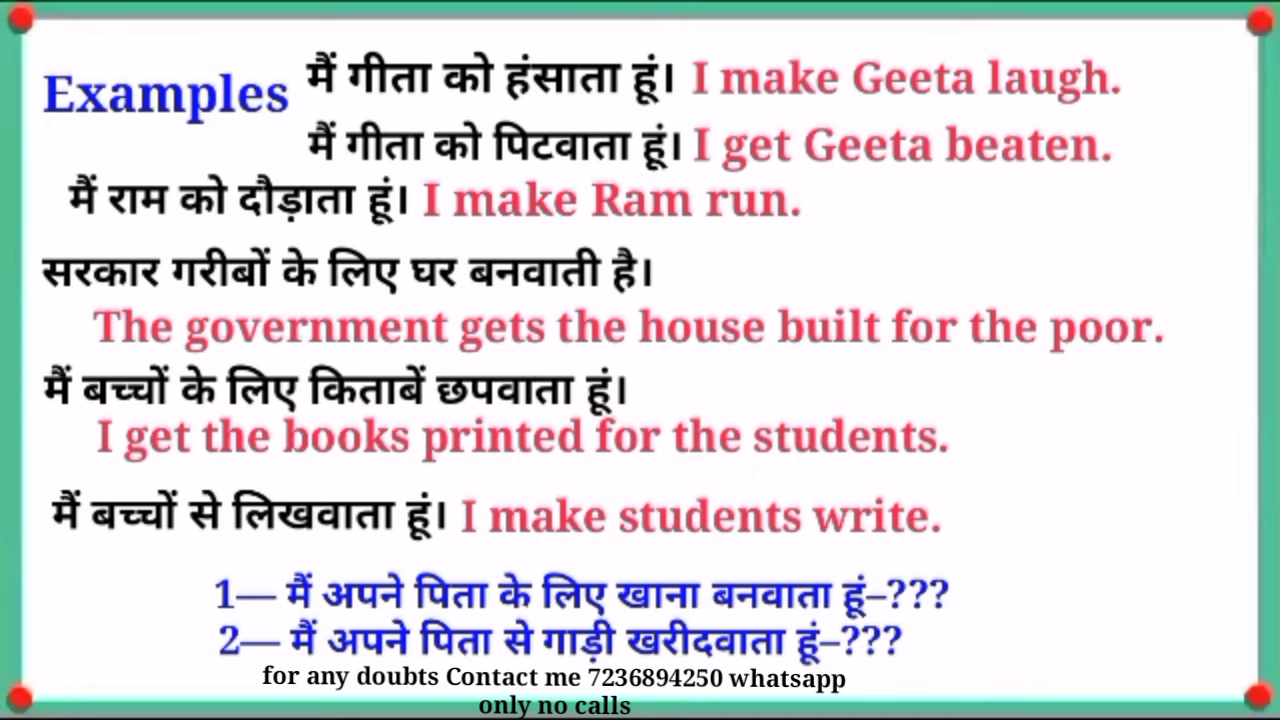 Examples मैं गीता को हंसाता हूं। I make Geeta laugh.
मैं गीता को पिटवाता हूं। I get Geeta beaten.
मैं राम को दौड़ाता हूं। I make Ram run.
सरकार गरीबों के लिए घर बनवाती है।
The government gets the house built for the poor.
मैं बच्चों के लिए किताबें छपवाता हूं।
I get the books printed for the students.
मैं बच्चों से लिखवाता हूं। I make students write.
1— मैं अपने पिता के लिए खाना बनवाता हूं–???
2— मैं अपने पिता से गाड़ी खरीदवाता हूं–???
for any doubts Contact me 7236894250 whatsapp
only no calls